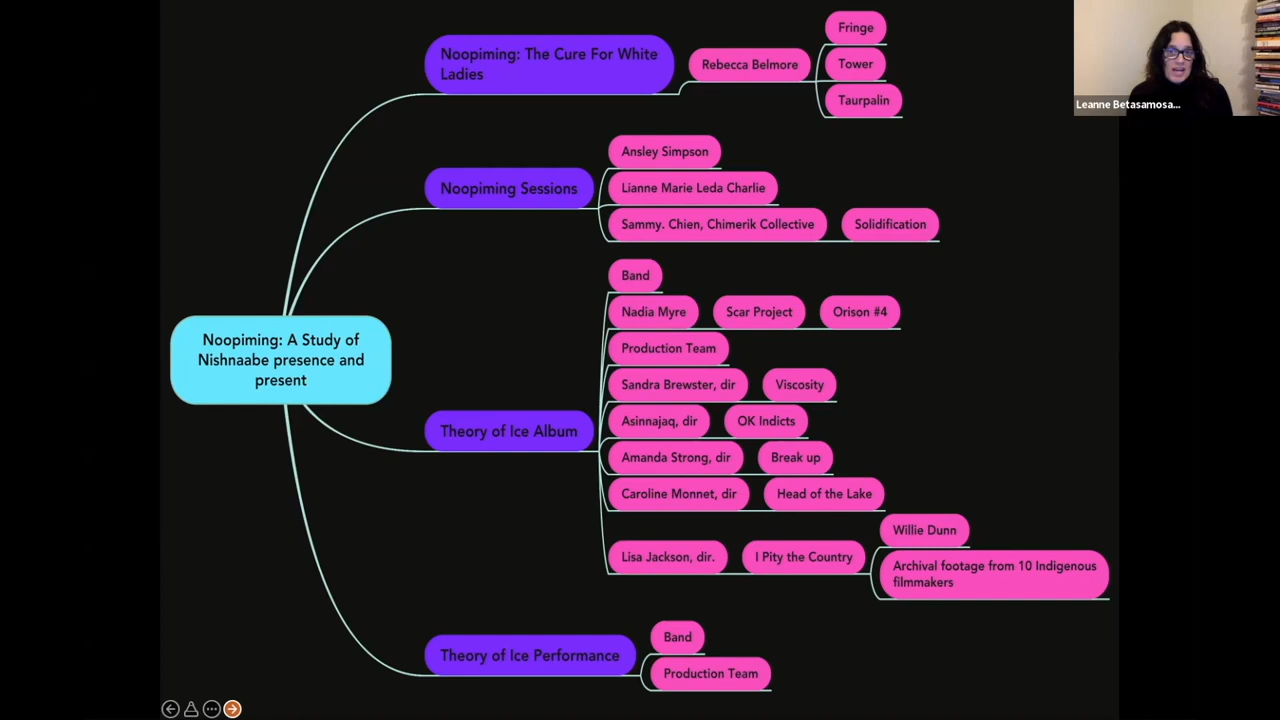 Noopiming: The Cure For White
Ladies
Rebecca Belmore
Fringe
Tower
Taurpalin
Leanne Betasamosa...
Noopiming Sessions
Ansley Simpson
Lianne Marie Leda Charlie
Sammy. Chien, Chimerik Collective
Solidification
Noopiming: A Study of
Nishnaabe presence and
present
Theory of Ice Album
Band
Nadia Myre
Scar Project
Orison #4
Production Team
Sandra Brewster, dir
Viscosity
Asinnajaq, dir
OK Indicts
Amanda Strong, dir
Break up
Caroline Monnet, dir
Head of the Lake
Lisa Jackson, dir.
I Pity the Country
Willie Dunn
Archival footage from 10 Indigenous
filmmakers
Theory of Ice Performance
Band
Production Team